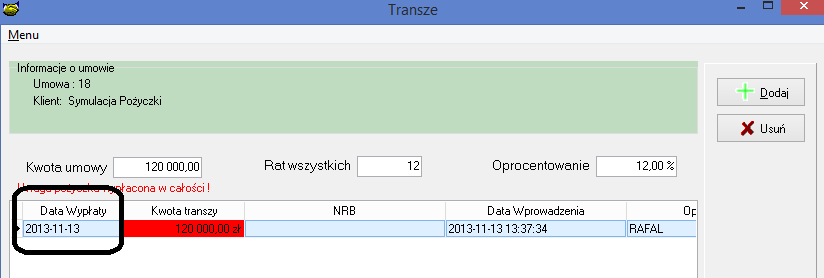 Transze
Menu
Informacje o umowie
Umowa : 18
Klient: Symulacja Pożyczki
Dodaj
Usuń
Kwota umowy 120 000,00 Rat wszystkich 12 Oprocentowanie 12,00 %
Uwaga pożyczka wypłacona w całości !
Data Wypłaty Kwota transzy NRB Data Wprowadzenia Op
2013-11-13 120 000,00 zł 2013-11-13 13:37:34 RAFAL